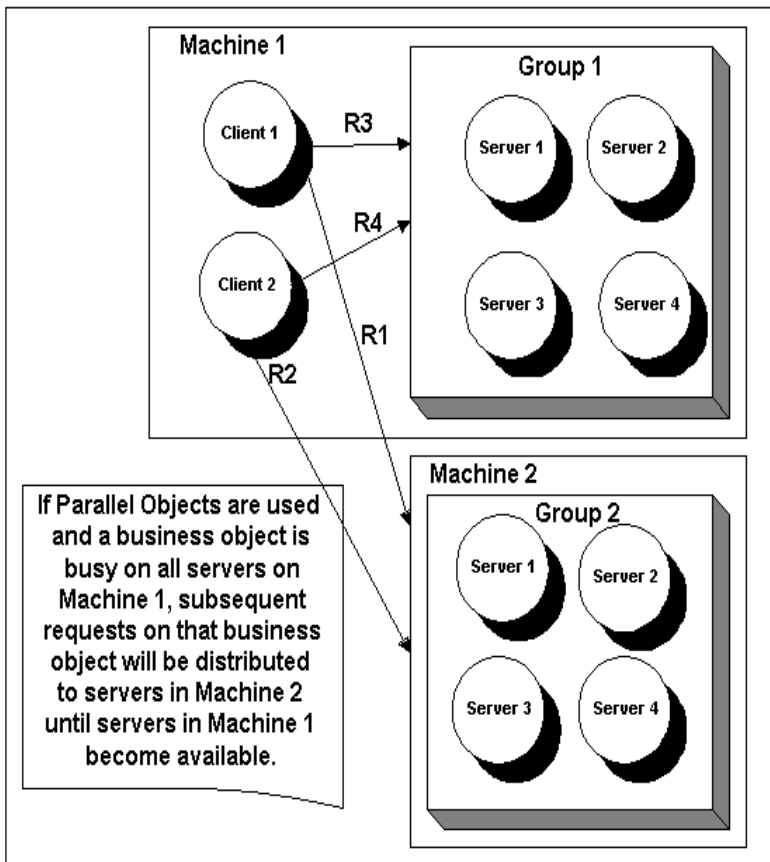 Machine 1
Group 1
Client 1
R3
Server 1
Server 2
R4
Client 2
Server 3
Server 4
R1
R2
Machine 2
Group 2
Server 1
Server 2
Server 3
Server 4
If Parallel Objects are used
and a business object is
busy on all servers on
Machine 1, subsequent
requests on that business
object will be distributed
to servers in Machine 2
until servers in Machine 1
become available.